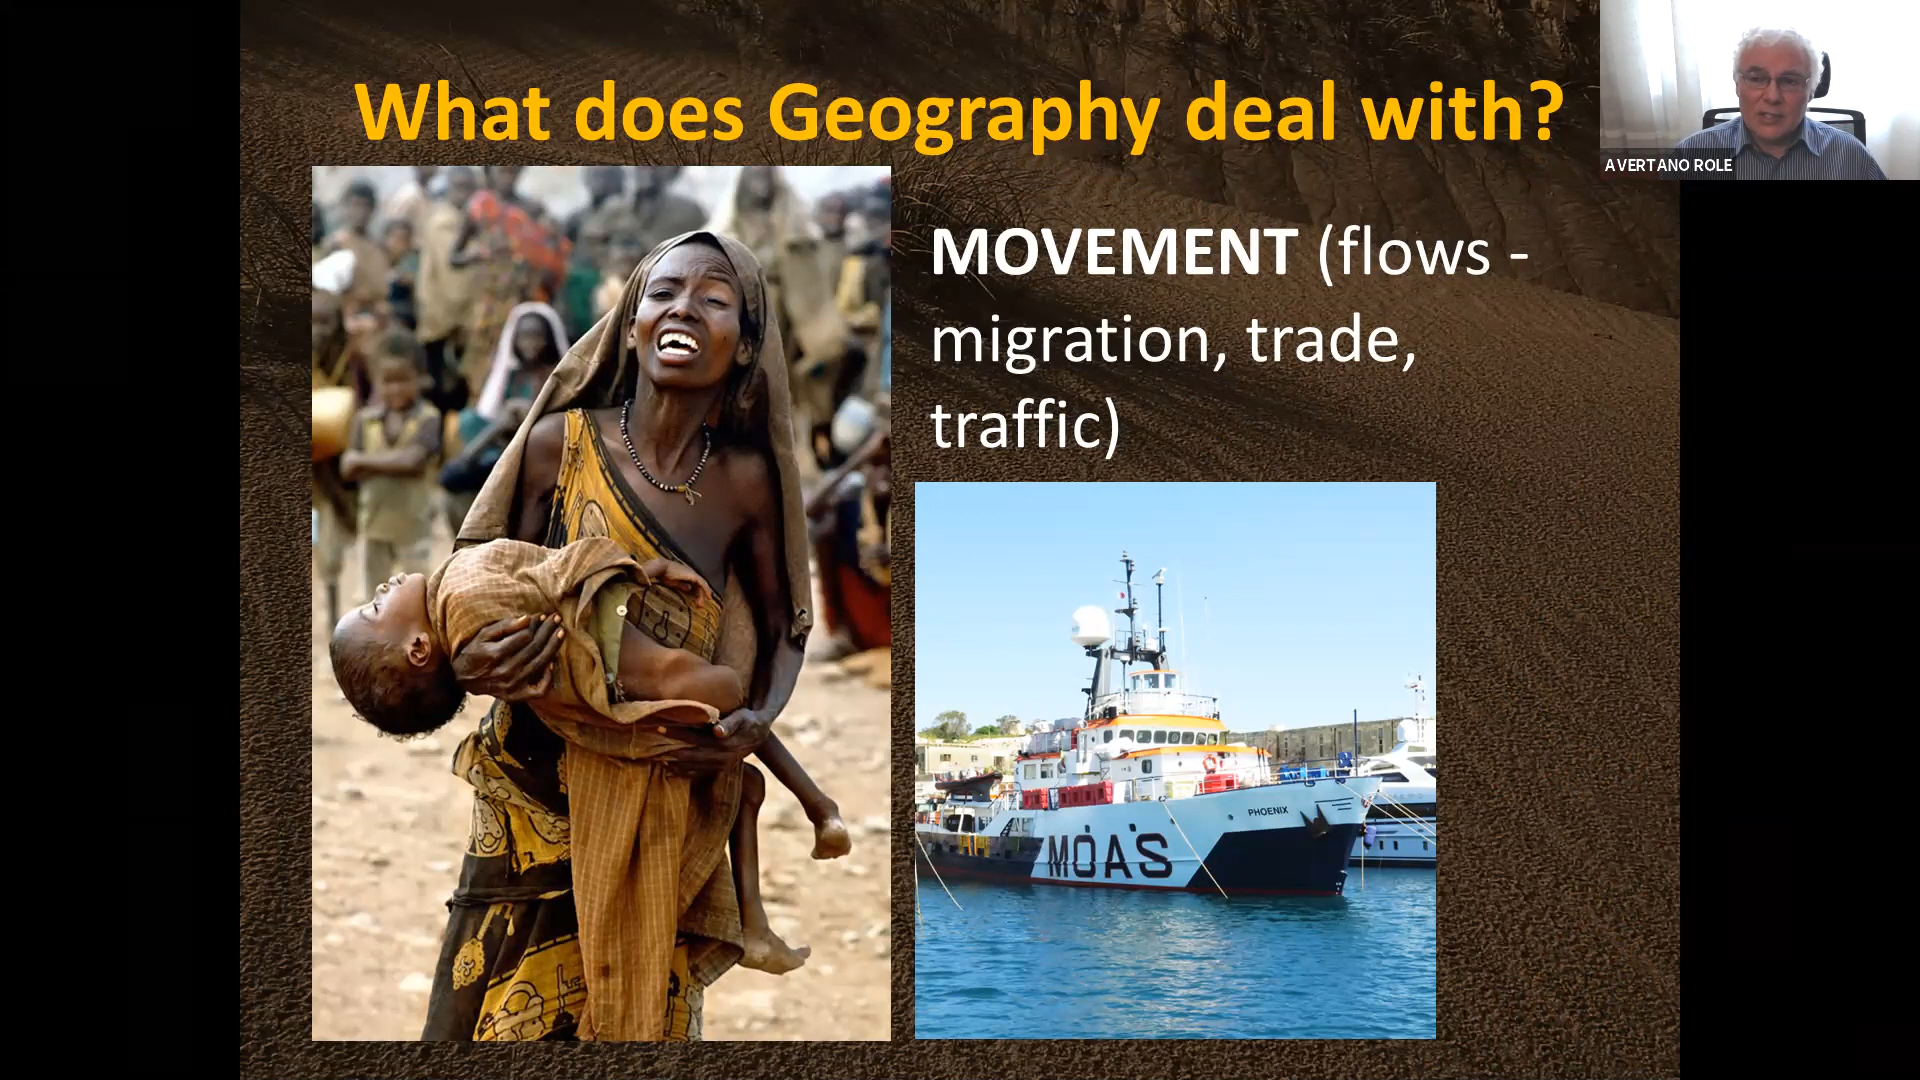 What does Geography deal with?
AVERTANO ROLE
MOVEMENT (flows -
migration, trade,
traffic)
PHOENIX
MOAS